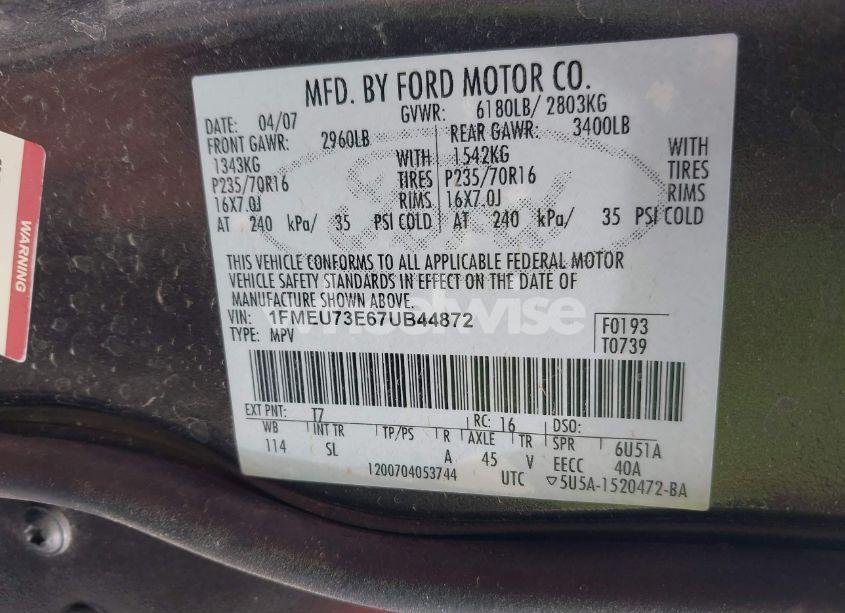 MFD. BY FORD MOTOR CO.
DATE: 04/07 GVWR: 6180LB/ 2803KG
FRONT GAWR: 2960LB REAR GAWR: 3400LB
1343KG WITH 1542KG WITH
P235/70R16 TIRES P235/70R16 TIRES
16X7.0J RIMS 16X7.0J RIMS
AT 240 kPa/ 35 PSI COLD AT 240 kPa/ 35 PSI COLD
THIS VEHICLE CONFORMS TO ALL APPLICABLE FEDERAL MOTOR
VEHICLE SAFETY STANDARDS IN EFFECT ON THE DATE OF
MANUFACTURE SHOWN ABOVE.
VIN: 1FMEU73E67UB44872 F0193
TYPE: MPV T0739
EXT PNT: T7 RC: 16 DSO:
WB INT TR TP/PS R AXLE TR SPR 6U51A
114 SL A 45 V EECC 40A
1200704053744 UTC ▽5U5A-1520472-BA
WARNING
wheelwise